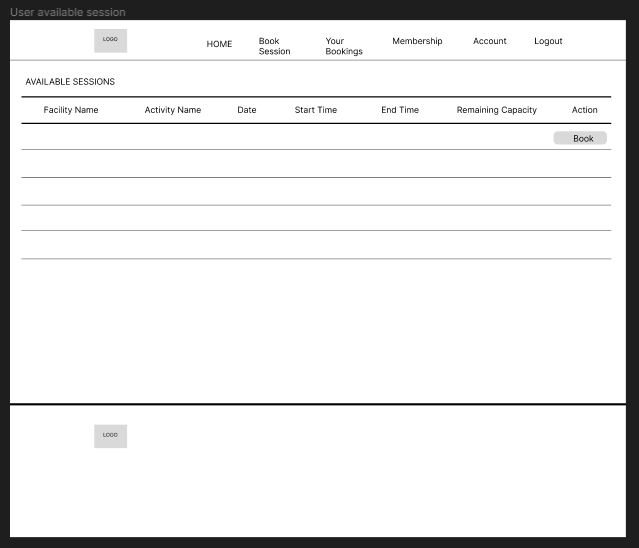 User available session
LOGO
HOME
Book
Session
Your
Bookings
Membership
Account
Logout
AVAILABLE SESSIONS
Facility Name
Activity Name
Date
Start Time
End Time
Remaining Capacity
Action
Book
LOGO